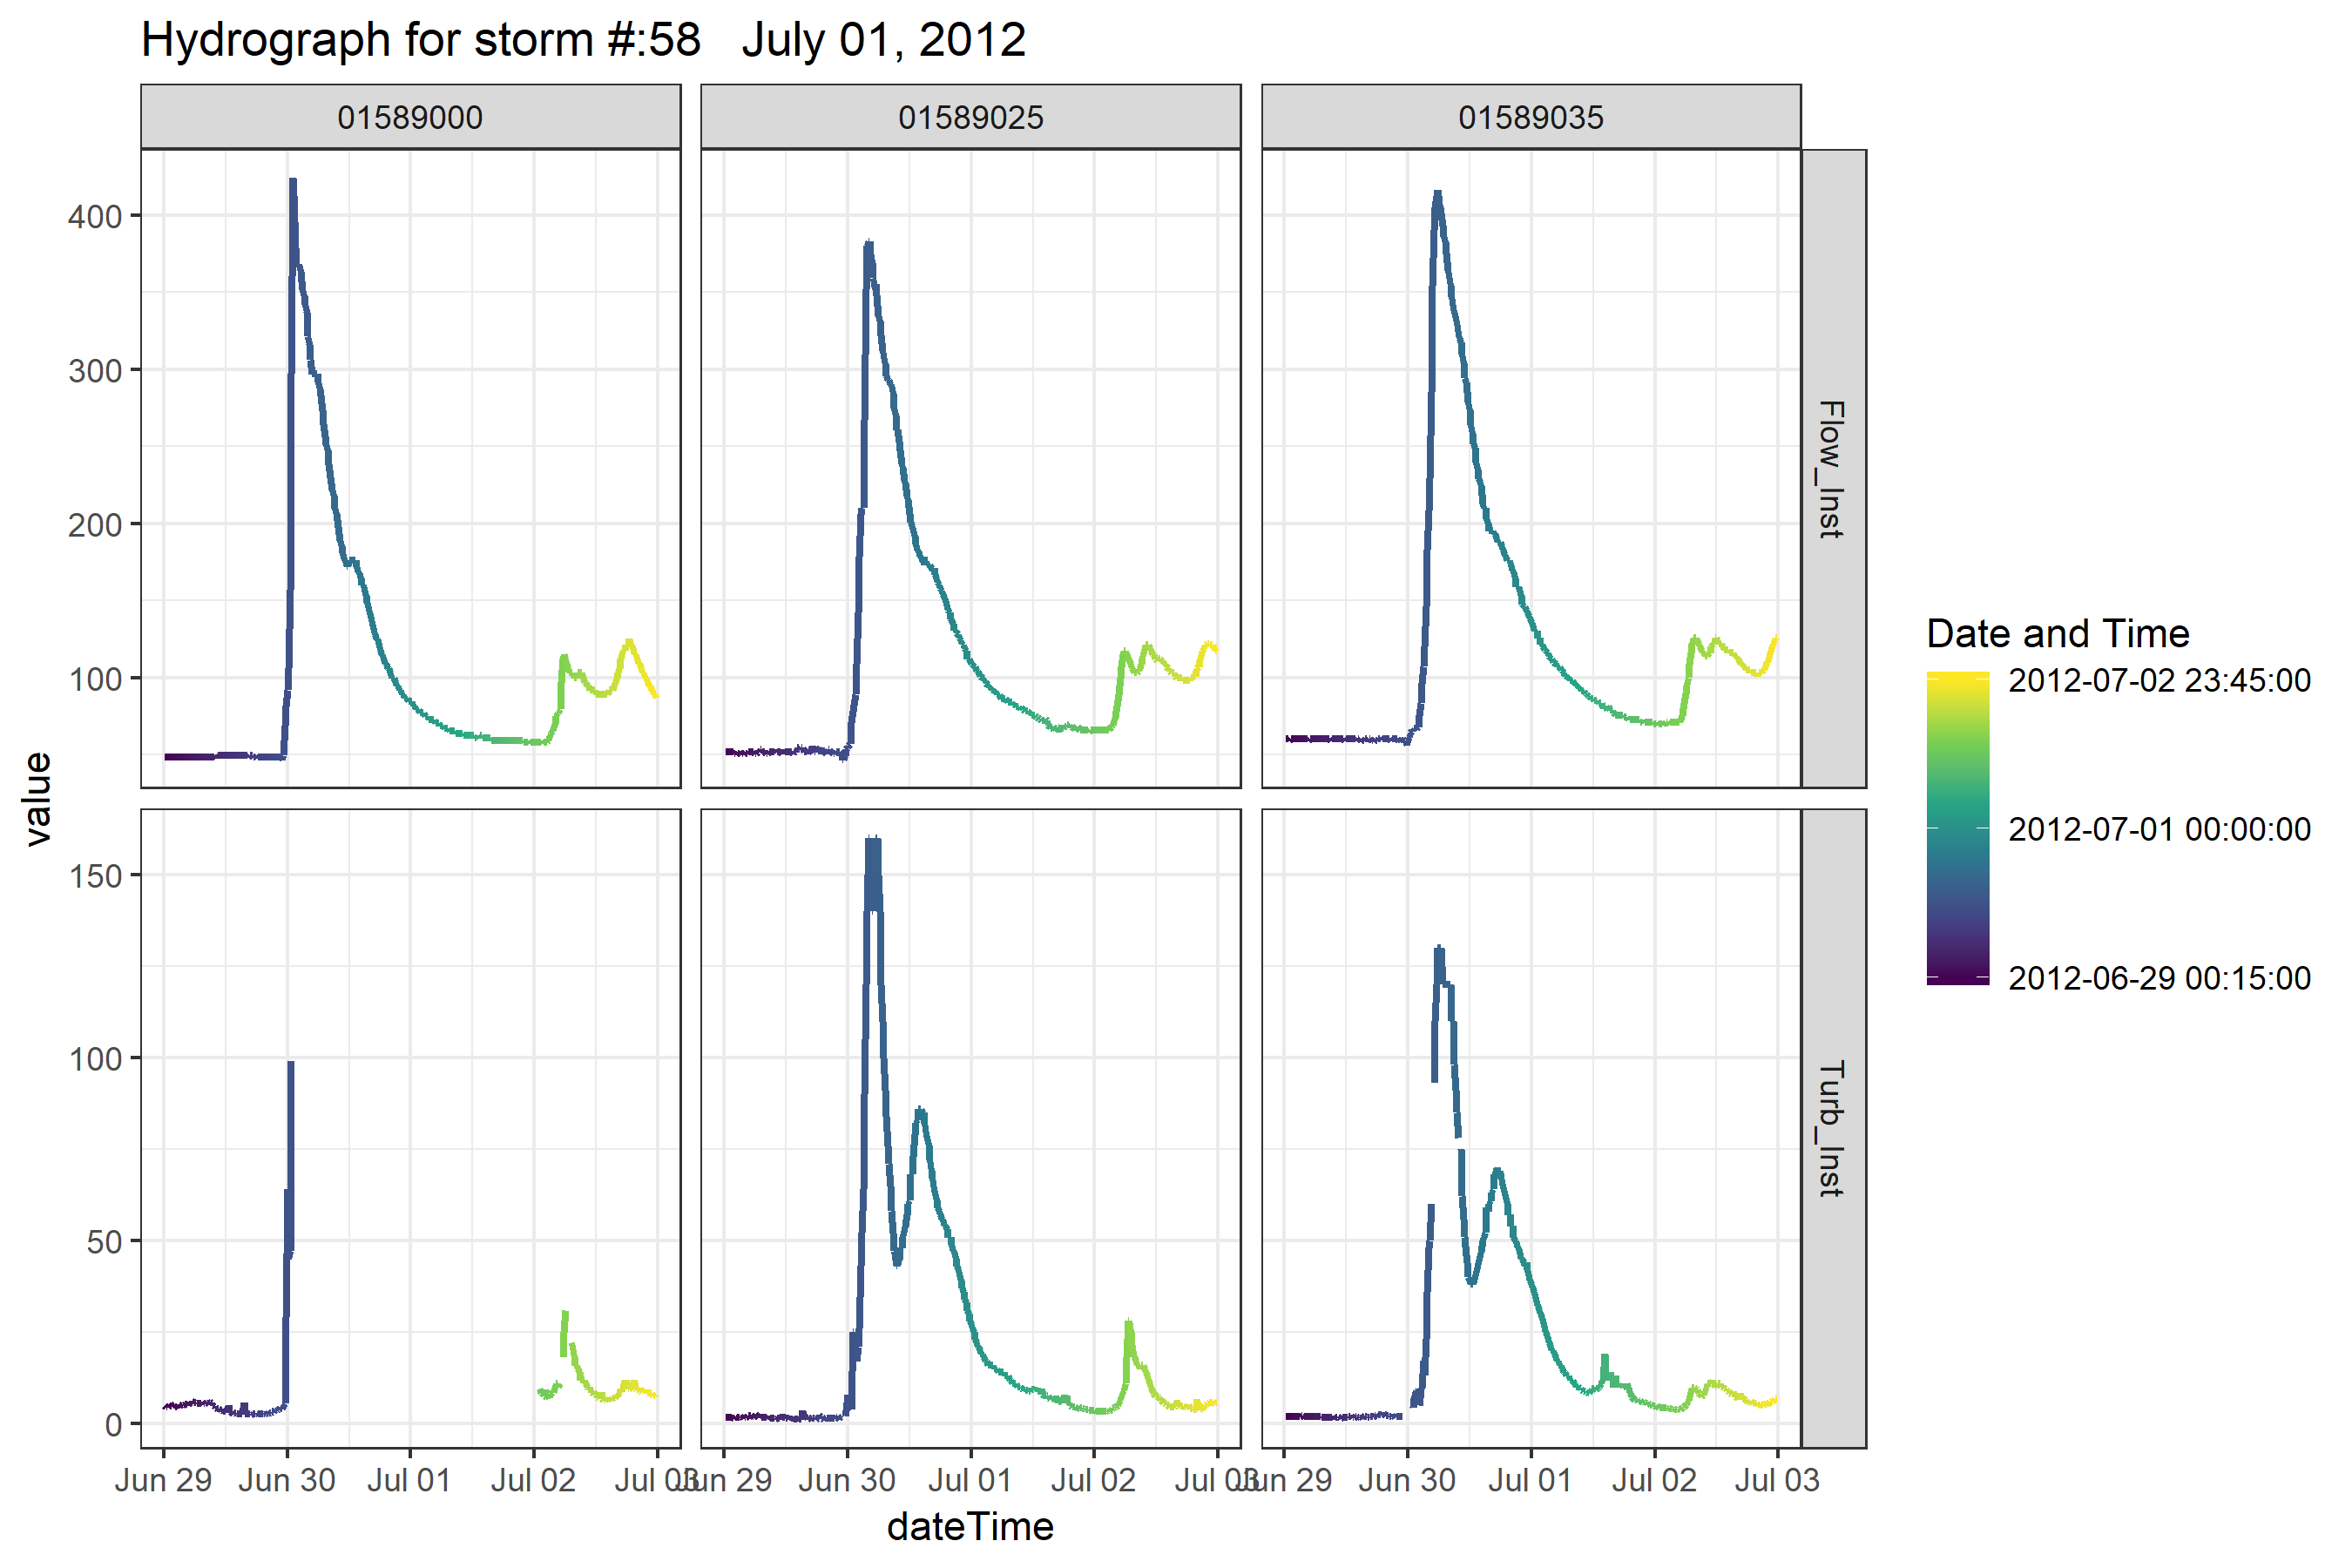 Hydrograph for storm #:58   July 01, 2012
01589000 01589025 01589035
400
300
200
100
Flow_Inst
value
150
100
50
0
Turb_Inst
Jun 29 Jun 30 Jul 01 Jul 02 Jul 03 Jun 29 Jun 30 Jul 01 Jul 02 Jul 03 Jun 29 Jun 30 Jul 01 Jul 02 Jul 03
dateTime
Date and Time
2012-07-02 23:45:00
2012-07-01 00:00:00
2012-06-29 00:15:00